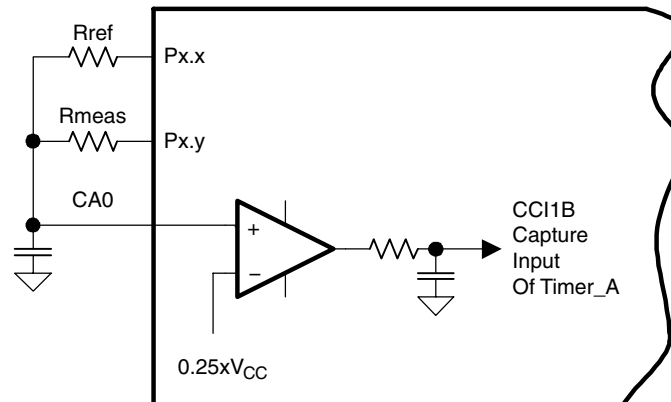 Rref
Px.x
Rmeas
Px.y
CA0
+
−
CCI1B
Capture
Input
Of Timer_A
0.25xVCC